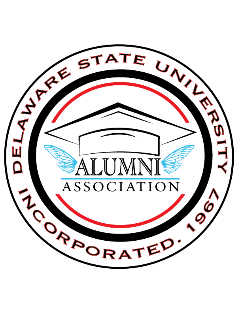 DELAWARE STATE UNIVERSITY
ALUMNI
ASSOCIATION
INCORPORATED. 1967